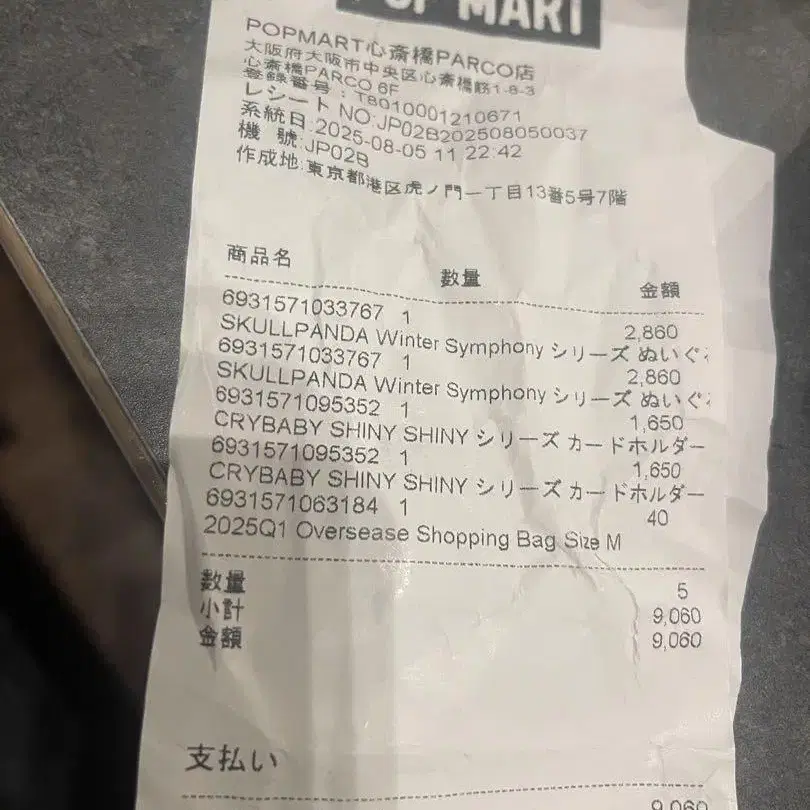 POP MART
POPMART心斎橋PARCO店
大阪府大阪市中央区心斎橋筋1-8-3
心斎橋PARCO 6F
登録番号：T8010001210671
レシート NO:JP02B202508050037
系統日:2025-08-05 11 22:42
機 號:JP02B
作成地:東京都港区虎ノ門一丁目13番5号7階
商品名 数量 金額
6931571033767 1 2,860
SKULLPANDA Winter Symphony シリーズ ぬいぐ
6931571033767 1 2,860
SKULLPANDA Winter Symphony シリーズ ぬいぐ
6931571095352 1 1,650
CRYBABY SHINY SHINY シリーズ カードホルダー
6931571095352 1 1,650
CRYBABY SHINY SHINY シリーズ カードホルダー
6931571063184 1 40
2025Q1 Oversease Shopping Bag Size M
数量 5
小計 9,060
金額 9,060
支払い
9,060